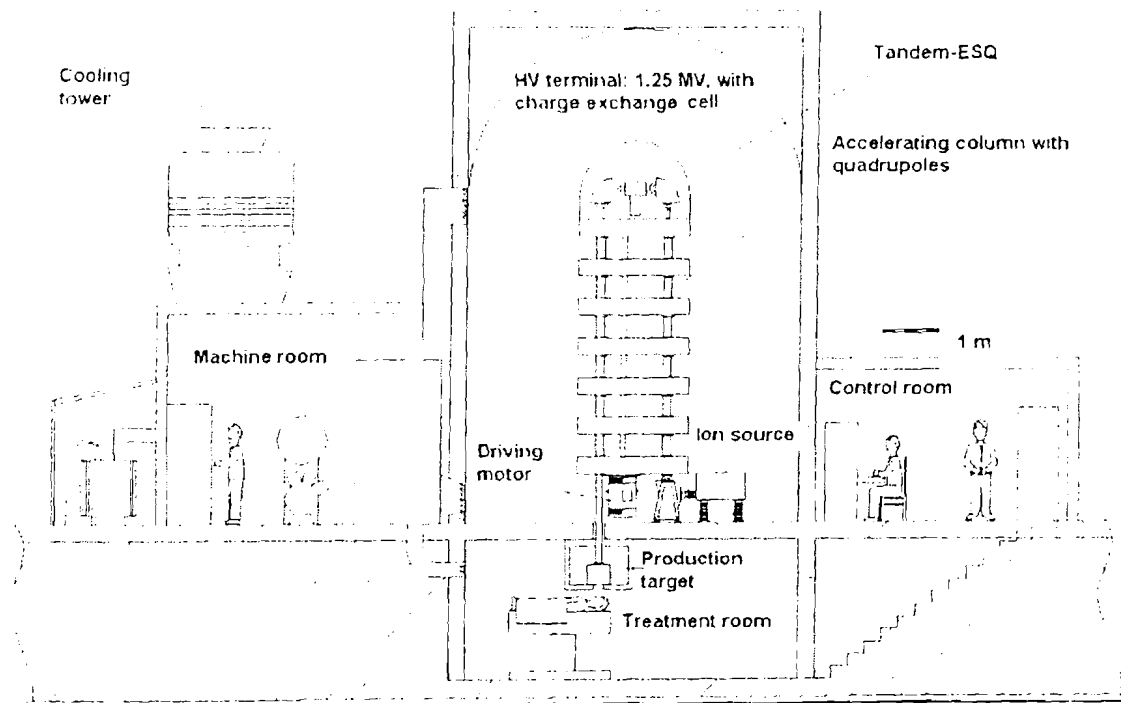 Cooling
tower
HV terminal: 1.25 MV, with
charge exchange cell
Tandem-ESQ
Accelerating column with
quadrupoles
1 m
Machine room
Control room
Driving
motor
Ion source
Production
target
Treatment room